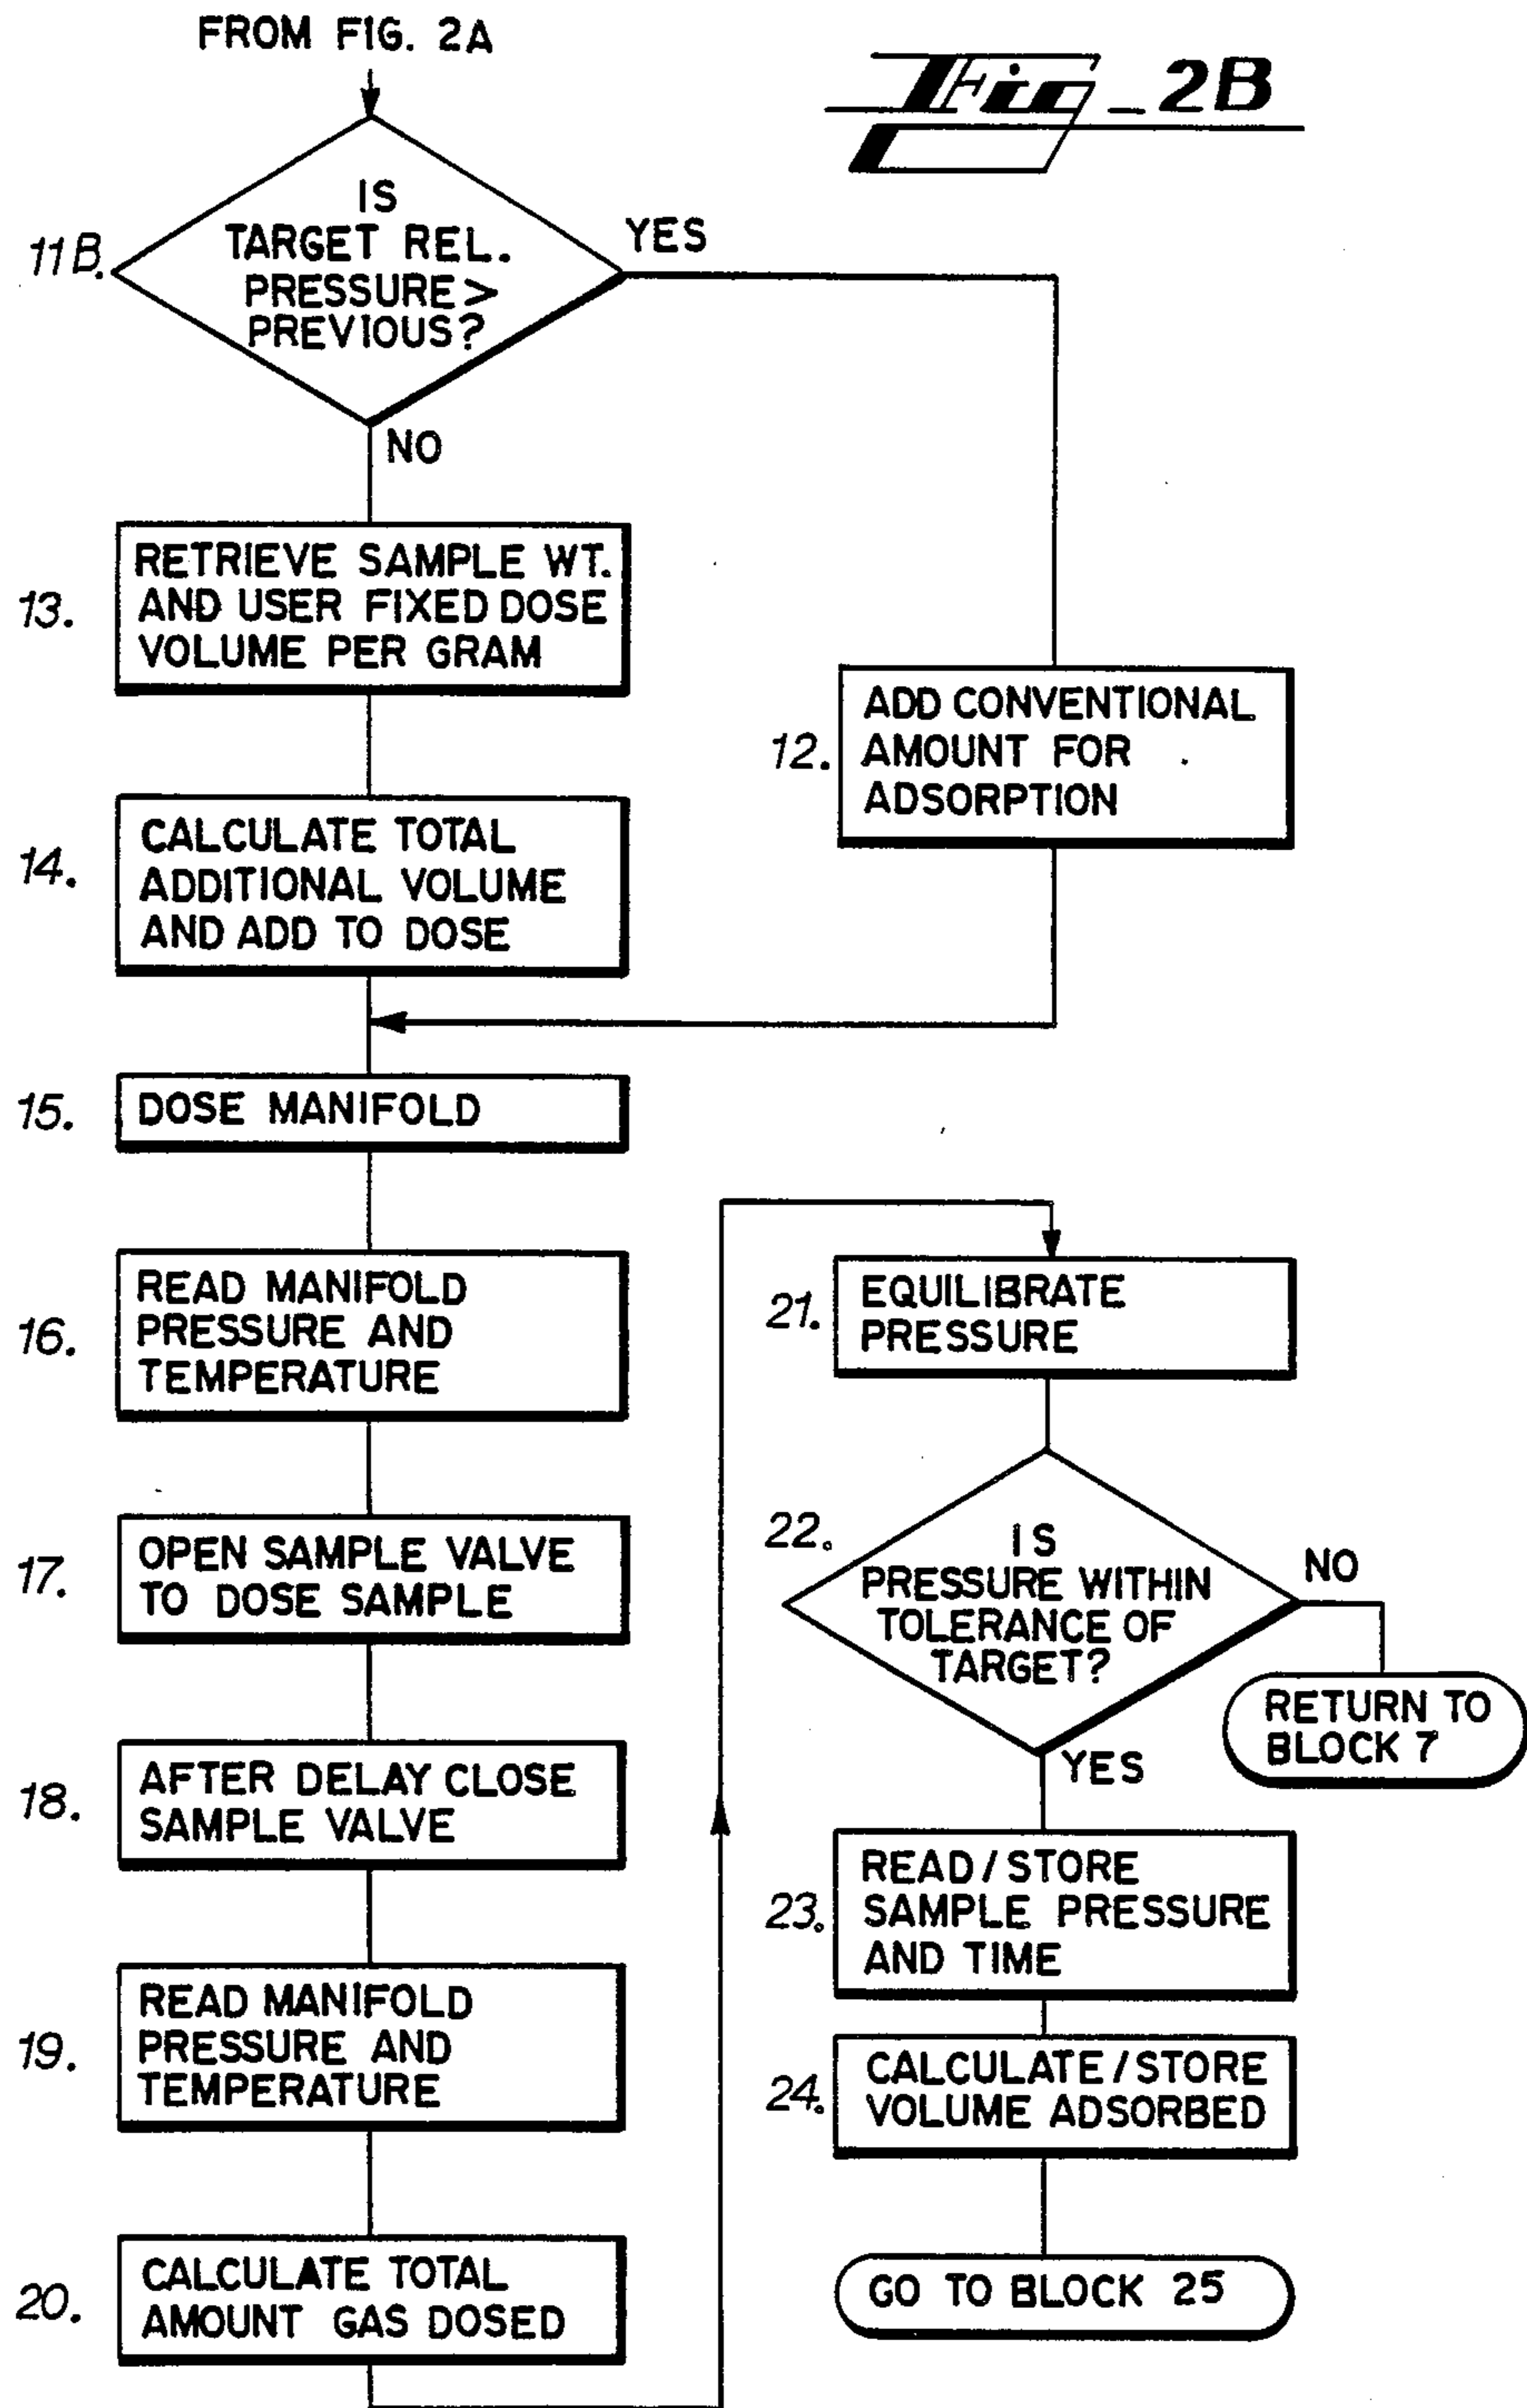 FROM FIG. 2A
Fig_2B
11B.
IS
TARGET REL.
PRESSURE >
PREVIOUS?
YES
NO
13.
RETRIEVE SAMPLE WT.
AND USER FIXED DOSE
VOLUME PER GRAM
12.
ADD CONVENTIONAL
AMOUNT FOR
ADSORPTION
14.
CALCULATE TOTAL
ADDITIONAL VOLUME
AND ADD TO DOSE
15.
DOSE MANIFOLD
16.
READ MANIFOLD
PRESSURE AND
TEMPERATURE
17.
OPEN SAMPLE VALVE
TO DOSE SAMPLE
18.
AFTER DELAY CLOSE
SAMPLE VALVE
19.
READ MANIFOLD
PRESSURE AND
TEMPERATURE
20.
CALCULATE TOTAL
AMOUNT GAS DOSED
21.
EQUILIBRATE
PRESSURE
22.
IS
PRESSURE WITHIN
TOLERANCE OF
TARGET?
NO
RETURN TO
BLOCK 7
YES
23.
READ / STORE
SAMPLE PRESSURE
AND TIME
24.
CALCULATE / STORE
VOLUME ADSORBED
GO TO BLOCK 25